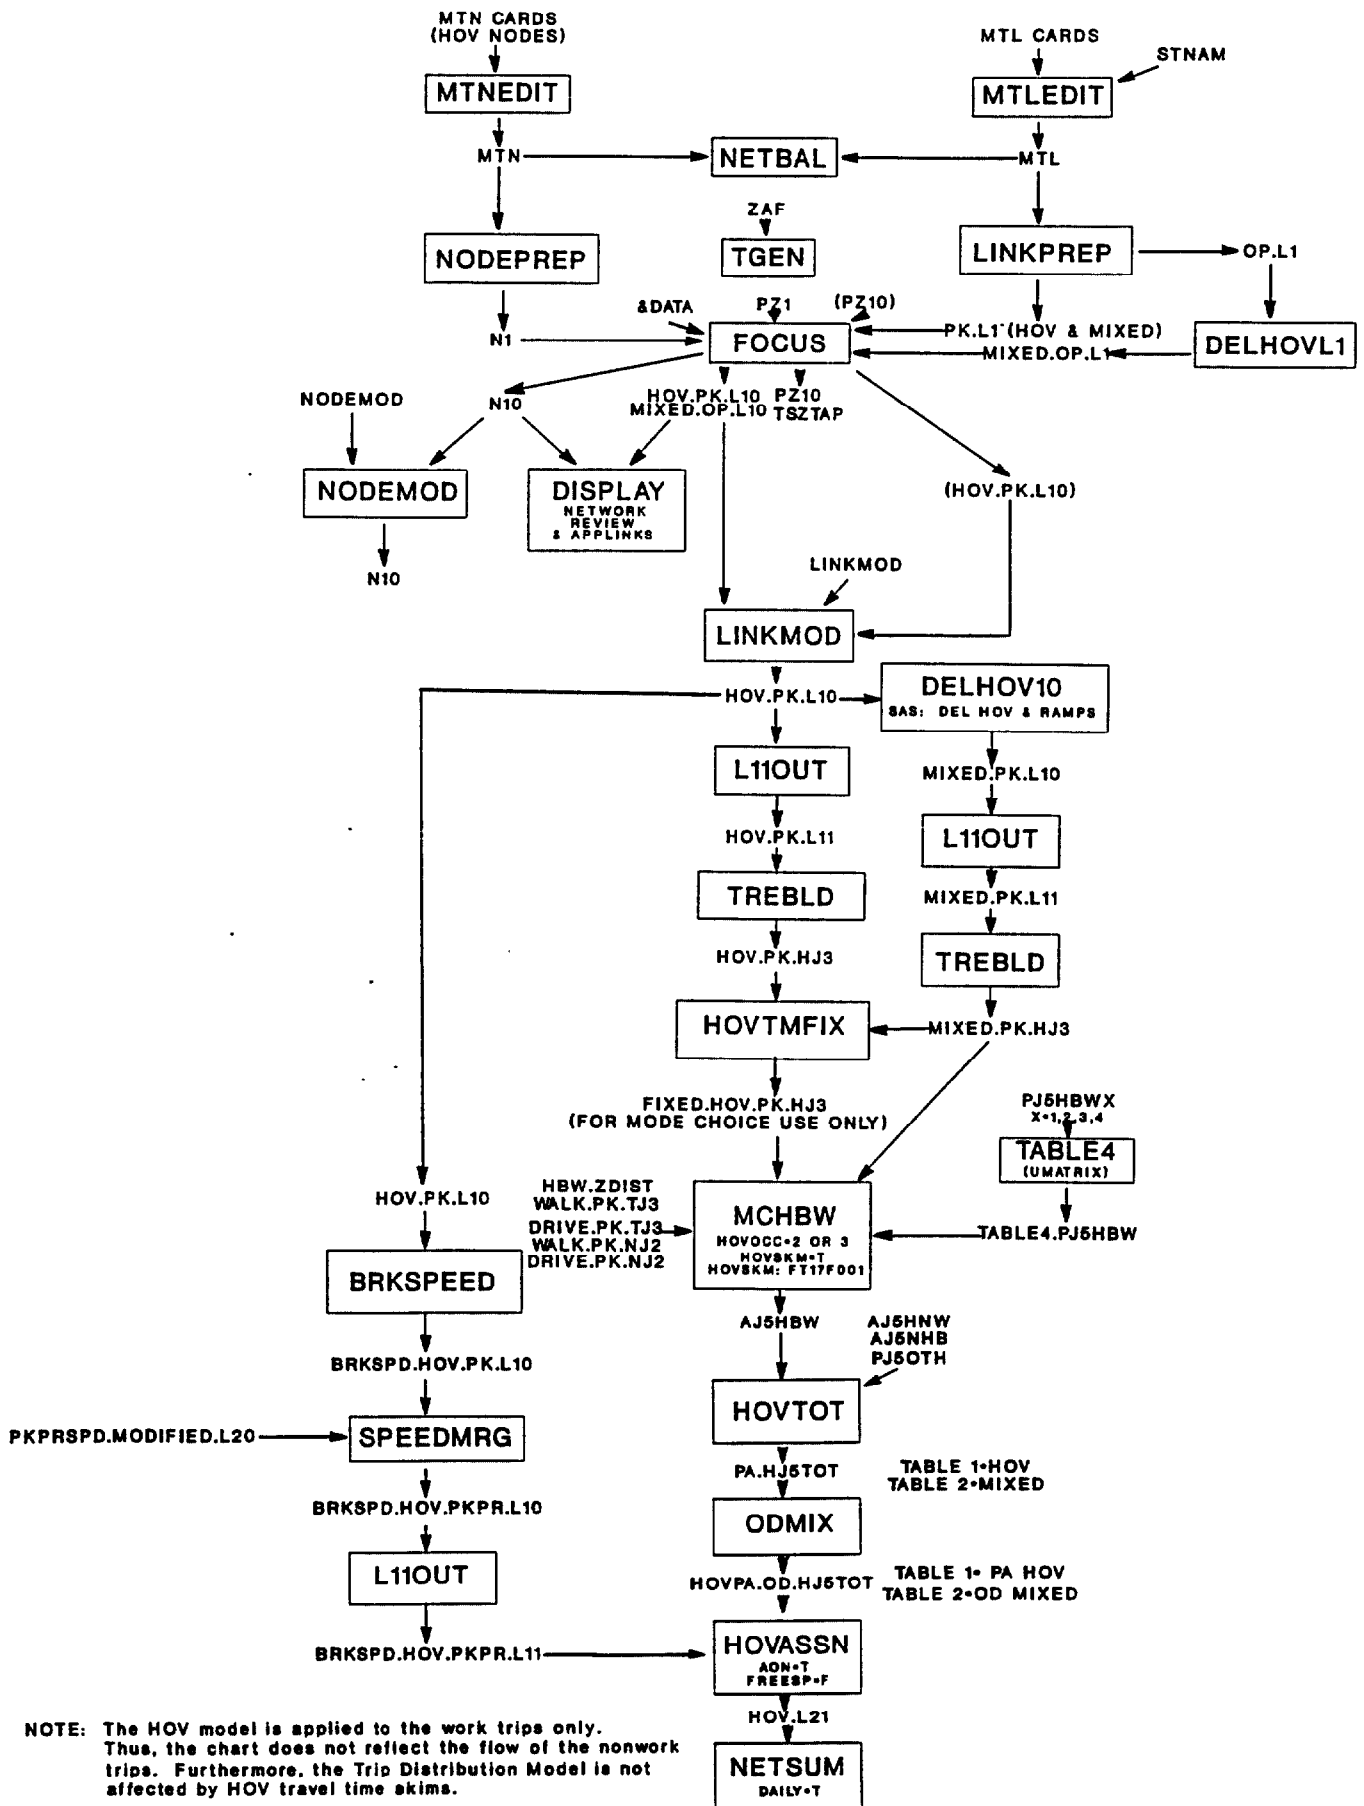 MTN CARDS
(HOV NODES)
MTL CARDS
STNAM
MTNEDIT
MTLEDIT
MTN
NETBAL
MTL
ZAF
NODEPREP
TGEN
LINKPREP
OP.L1
&DATA
PZ1
(PZ10)
N1
FOCUS
PK.L1 (HOV & MIXED)
MIXED.OP.L1
DELHOVL1
NODEMOD
N10
HOV.PK.L10
MIXED.OP.L10
PZ10
TSZTAP
NODEMOD
DISPLAY
NETWORK
REVIEW
& APPLINKS
(HOV.PK.L10)
N10
LINKMOD
LINKMOD
HOV.PK.L10
DELHOV10
SAS: DEL HOV & RAMPS
L11OUT
MIXED.PK.L10
HOV.PK.L11
L11OUT
TREBLD
MIXED.PK.L11
HOV.PK.HJ3
TREBLD
HOVTMFIX
MIXED.PK.HJ3
FIXED.HOV.PK.HJ3
(FOR MODE CHOICE USE ONLY)
PJ5HBWX
X=1,2,3,4
TABLE4
(UMATRIX)
HOV.PK.L10
HBW.ZDIST
WALK.PK.TJ3
DRIVE.PK.TJ3
WALK.PK.NJ2
DRIVE.PK.NJ2
MCHBW
HOVOCC=2 OR 3
HOVSKM=T
HOVSKM: FT17F001
TABLE4.PJ5HBW
BRKSPEED
AJ5HBW
AJ5HNW
AJ5NHB
PJ5OTH
BRKSPD.HOV.PK.L10
HOVTOT
PKPRSPD.MODIFIED.L20
SPEEDMRG
PA.HJ5TOT
TABLE 1=HOV
TABLE 2=MIXED
BRKSPD.HOV.PKPR.L10
ODMIX
L11OUT
HOVPA.OD.HJ5TOT
TABLE 1= PA HOV
TABLE 2=OD MIXED
BRKSPD.HOV.PKPR.L11
HOVASSN
AON=T
FREESP=F
HOV.L21
NETSUM
DAILY=T
NOTE: The HOV model is applied to the work trips only.
Thus, the chart does not reflect the flow of the nonwork
trips. Furthermore, the Trip Distribution Model is not
affected by HOV travel time skims.